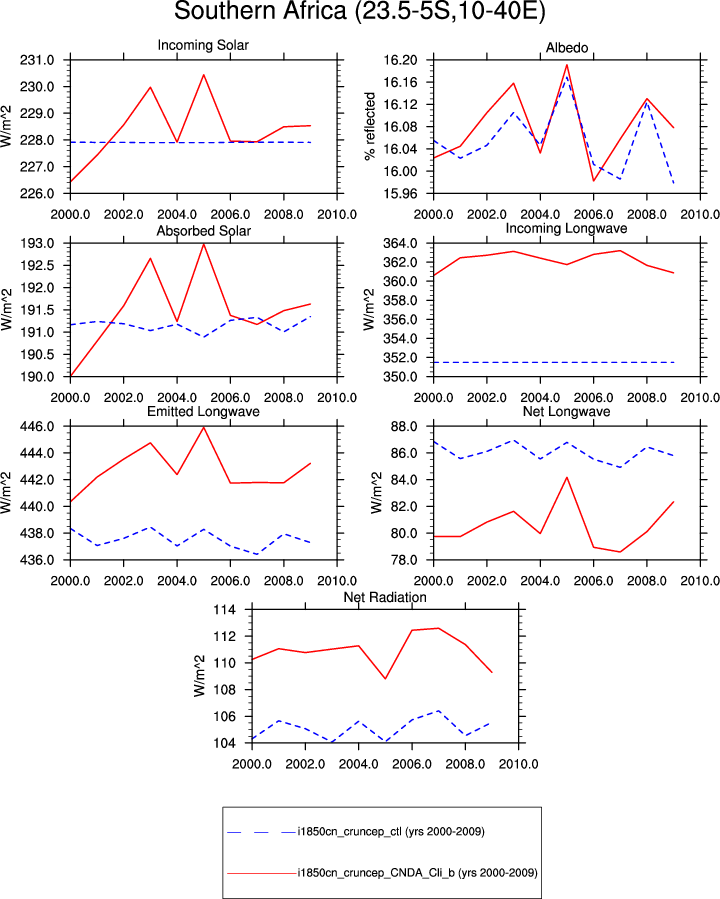 Southern Africa (23.5-5S,10-40E)
Incoming Solar
231.0
230.0
229.0
228.0
227.0
226.0
W/m^2
2000.0 2002.0 2004.0 2006.0 2008.0 2010.0
Albedo
16.20
16.12
16.08
16.04
16.00
15.96
% reflected
2000.0 2002.0 2004.0 2006.0 2008.0 2010.0
Absorbed Solar
193.0
192.5
192.0
191.5
191.0
190.5
190.0
W/m^2
2000.0 2002.0 2004.0 2006.0 2008.0 2010.0
Incoming Longwave
364.0
362.0
360.0
358.0
356.0
354.0
352.0
350.0
W/m^2
2000.0 2002.0 2004.0 2006.0 2008.0 2010.0
Emitted Longwave
446.0
444.0
442.0
440.0
438.0
436.0
W/m^2
2000.0 2002.0 2004.0 2006.0 2008.0 2010.0
Net Longwave
88.0
86.0
84.0
82.0
80.0
78.0
W/m^2
2000.0 2002.0 2004.0 2006.0 2008.0 2010.0
Net Radiation
114
112
110
108
106
104
W/m^2
2000.0 2002.0 2004.0 2006.0 2008.0 2010.0
i1850cn_cruncep_ctl (yrs 2000-2009)
i1850cn_cruncep_CNDA_Cli_b (yrs 2000-2009)